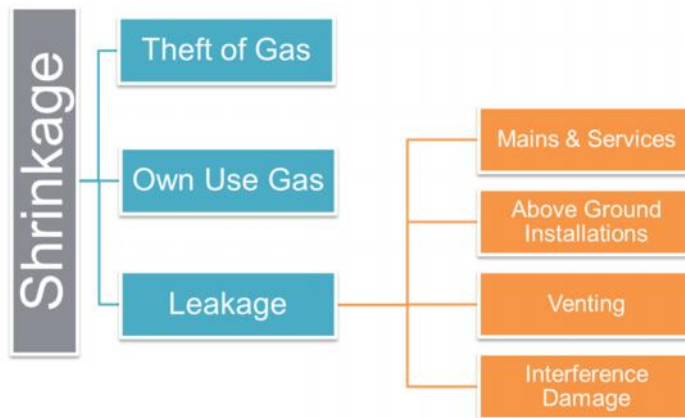 Shrinkage
Theft of Gas
Own Use Gas
Leakage
Mains & Services
Above Ground
Installations
Venting
Interference
Damage